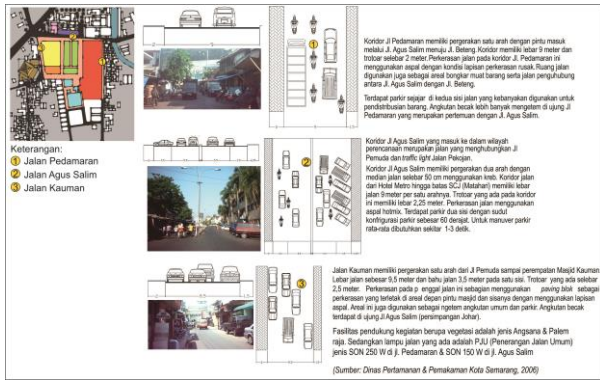 Koridor Jl Pedamaran memiliki pergerakan satu arah dengan pintu masuk
melalui Jl. Agus Salim menuju Jl. Beteng. Koridor memiliki lebar 9 meter dan
trotoar selebar 2 meter.Perkerasan jalan pada koridor Jl. Pedamaran ini
menggunakan aspal dengan kondisi lapisan perkerasan rusak. Ruang jalan
digunakan juga sebagai areal bongkar muat barang serta jalan penguhubung
antara Jl. Agus Salim dengan Jl. Beteng.
Terdapat parkir sejajar di kedua sisi jalan yang kebanyakan digunakan untuk
pendistribusian barang. Angkutan becak lebih banyak mengetem di ujung Jl
Pedamaran yang merupakan pertemuan dengan Jl. Agus Salim.
1
Keterangan:
1 Jalan Pedamaran
2 Jalan Agus Salim
3 Jalan Kauman
Koridor Jl Agus Salim yang masuk ke dalam wilayah
perencanaan merupakan jalan yang menghubungkan Jl
Pemuda dan traffic light Jalan Pekojan.
Koridor Jl Agus Salim memiliki pergerakan dua arah dengan
median jalan selebar 50 cm menggunakan kreb. Koridor jalan
dari Hotel Metro hingga batas SCJ (Matahari) memiliki lebar
jalan 9 meter per satu arahnya. Trotoar yang ada pada koridor
ini memiliki lebar 2,25 meter. Perkerasan jalan menggunakan
aspal hotmix. Terdapat parkir dua sisi dengan sudut
konfigurasi parkir sebesar 60 derajat. Untuk manuver parkir
rata-rata dibutuhkan sekitar 1-3 detik.
2
Jalan Kauman memiliki pergerakan satu arah dari Jl Pemuda sampai perempatan Masjid Kauman
Lebar jalan sebesar 9,5 meter dan bahu jalan 3,5 meter pada satu sisi. Trotoar yang ada selebar
2,5 meter. Perkerasan pada p enggal jalan ini sebagian menggunakan paving blok sebagai
perkerasan yang terletak di areal depan pintu masjid dan sisanya dengan menggunakan lapisan
aspal. Areal ini juga digunakan sebagai ngetem angkutan umum dan parkir. Angkutan becak
terdapat di ujung Jl Agus Salim (persimpangan Johar).
3
Fasilitas pendukung kegiatan berupa vegetasi adalah jenis Angsana & Palem
raja. Sedangkan lampu jalan yang ada adalah PJU (Penerangan Jalan Umum)
jenis SON 250 W di jl. Pedamaran & SON 150 W di jl. Agus Salim
(Sumber: Dinas Pertamanan & Pemakaman Kota Semarang, 2006)